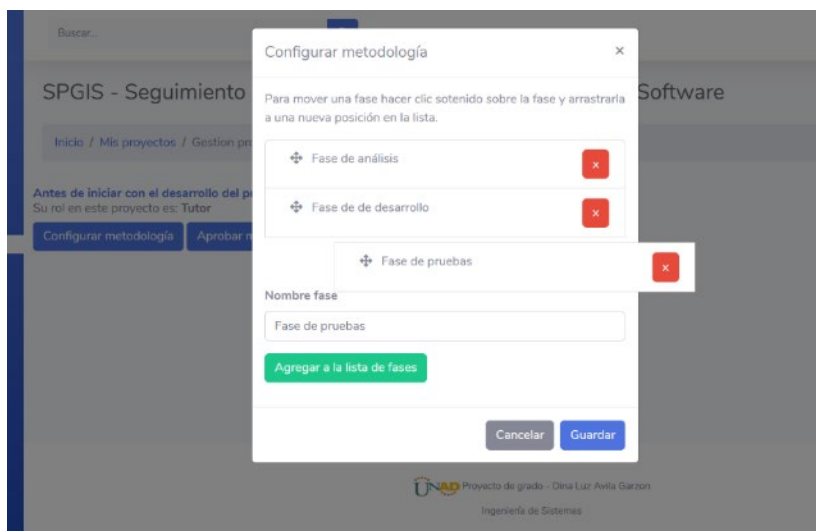 Buscar...
SPGIS - Seguimiento
Software
Inicio / Mis proyectos / Gestion pr
Antes de iniciar con el desarrollo del p
Su rol en este proyecto es: Tutor
Configurar metodología
Aprobar
Configurar metodología
×
Para mover una fase hacer clic sotenido sobre la fase y arrastrarla
a una nueva posición en la lista.
Fase de análisis
x
Fase de de desarrollo
x
Fase de pruebas
x
Nombre fase
Fase de pruebas
Agregar a la lista de fases
Cancelar
Guardar
UNAD Proyecto de grado - Dina Luz Avila Garzon
Ingeniería de Sistemas